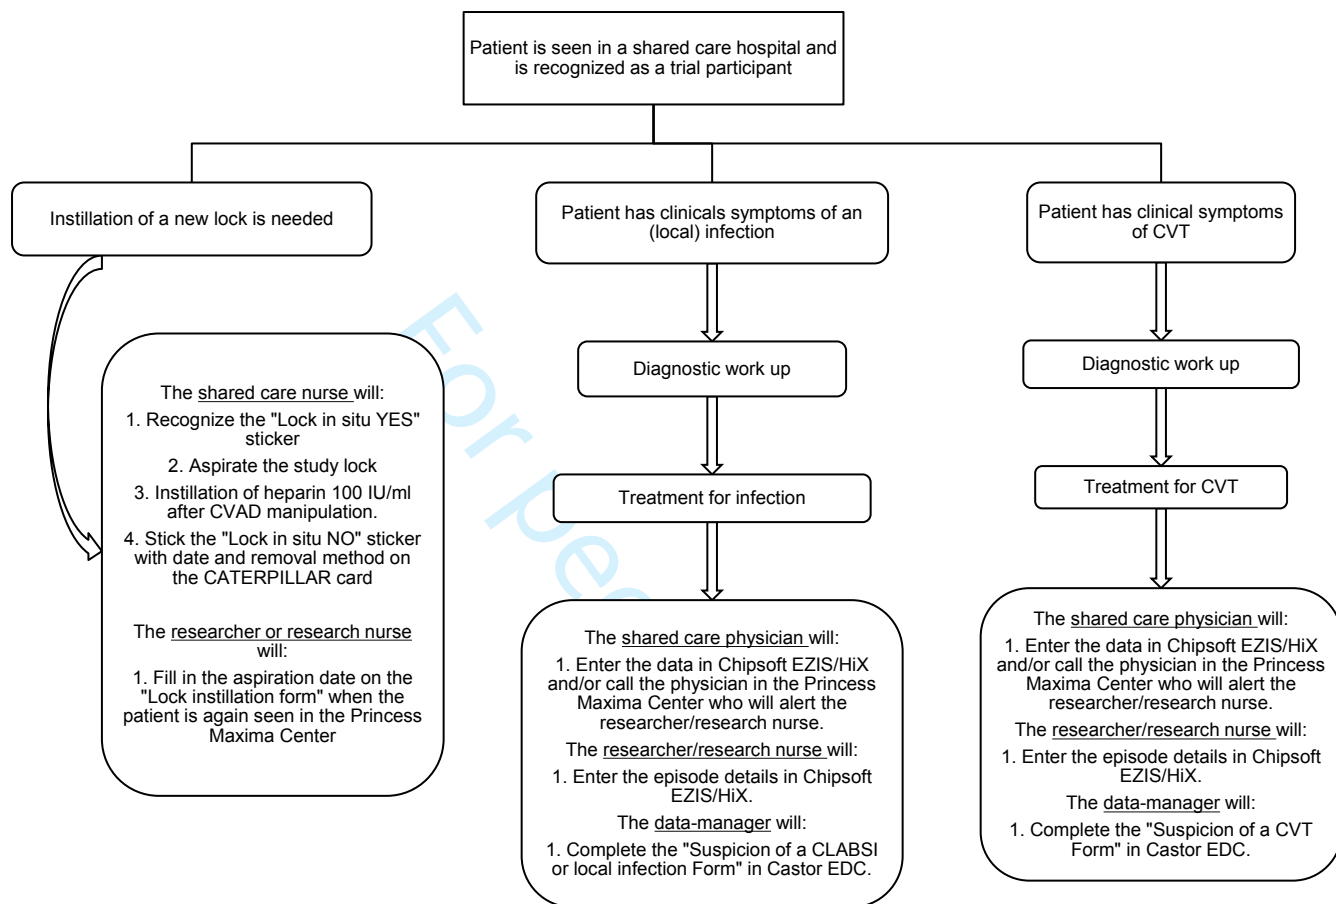 Patient is seen in a shared care hospital and
is recognized as a trial participant
Instillation of a new lock is needed
The shared care nurse will:
1. Recognize the "Lock in situ YES"
sticker
2. Aspirate the study lock
3. Instillation of heparin 100 IU/ml
after CVAD manipulation.
4. Stick the "Lock in situ NO" sticker
with date and removal method on
the CATERPILLAR card
The researcher or research nurse
will:
1. Fill in the aspiration date on the
"Lock instillation form" when the
patient is again seen in the Princess
Maxima Center
Patient has clinicals symptoms of an
(local) infection
Diagnostic work up
Treatment for infection
The shared care physician will:
1. Enter the data in Chipsoft EZIS/HiX
and/or call the physician in the Princess
Maxima Center who will alert the
researcher/research nurse.
The researcher/research nurse will:
1. Enter the episode details in Chipsoft
EZIS/HiX.
The data-manager will:
1. Complete the "Suspicion of a CLABSI
or local infection Form" in Castor EDC.
Patient has clinical symptoms
of CVT
Diagnostic work up
Treatment for CVT
The shared care physician will:
1. Enter the data in Chipsoft EZIS/HiX
and/or call the physician in the Princess
Maxima Center who will alert the
researcher/research nurse.
The researcher/research nurse will:
1. Enter the episode details in Chipsoft
EZIS/HiX.
The data-manager will:
1. Complete the "Suspicion of a CVT
Form" in Castor EDC.
For pee